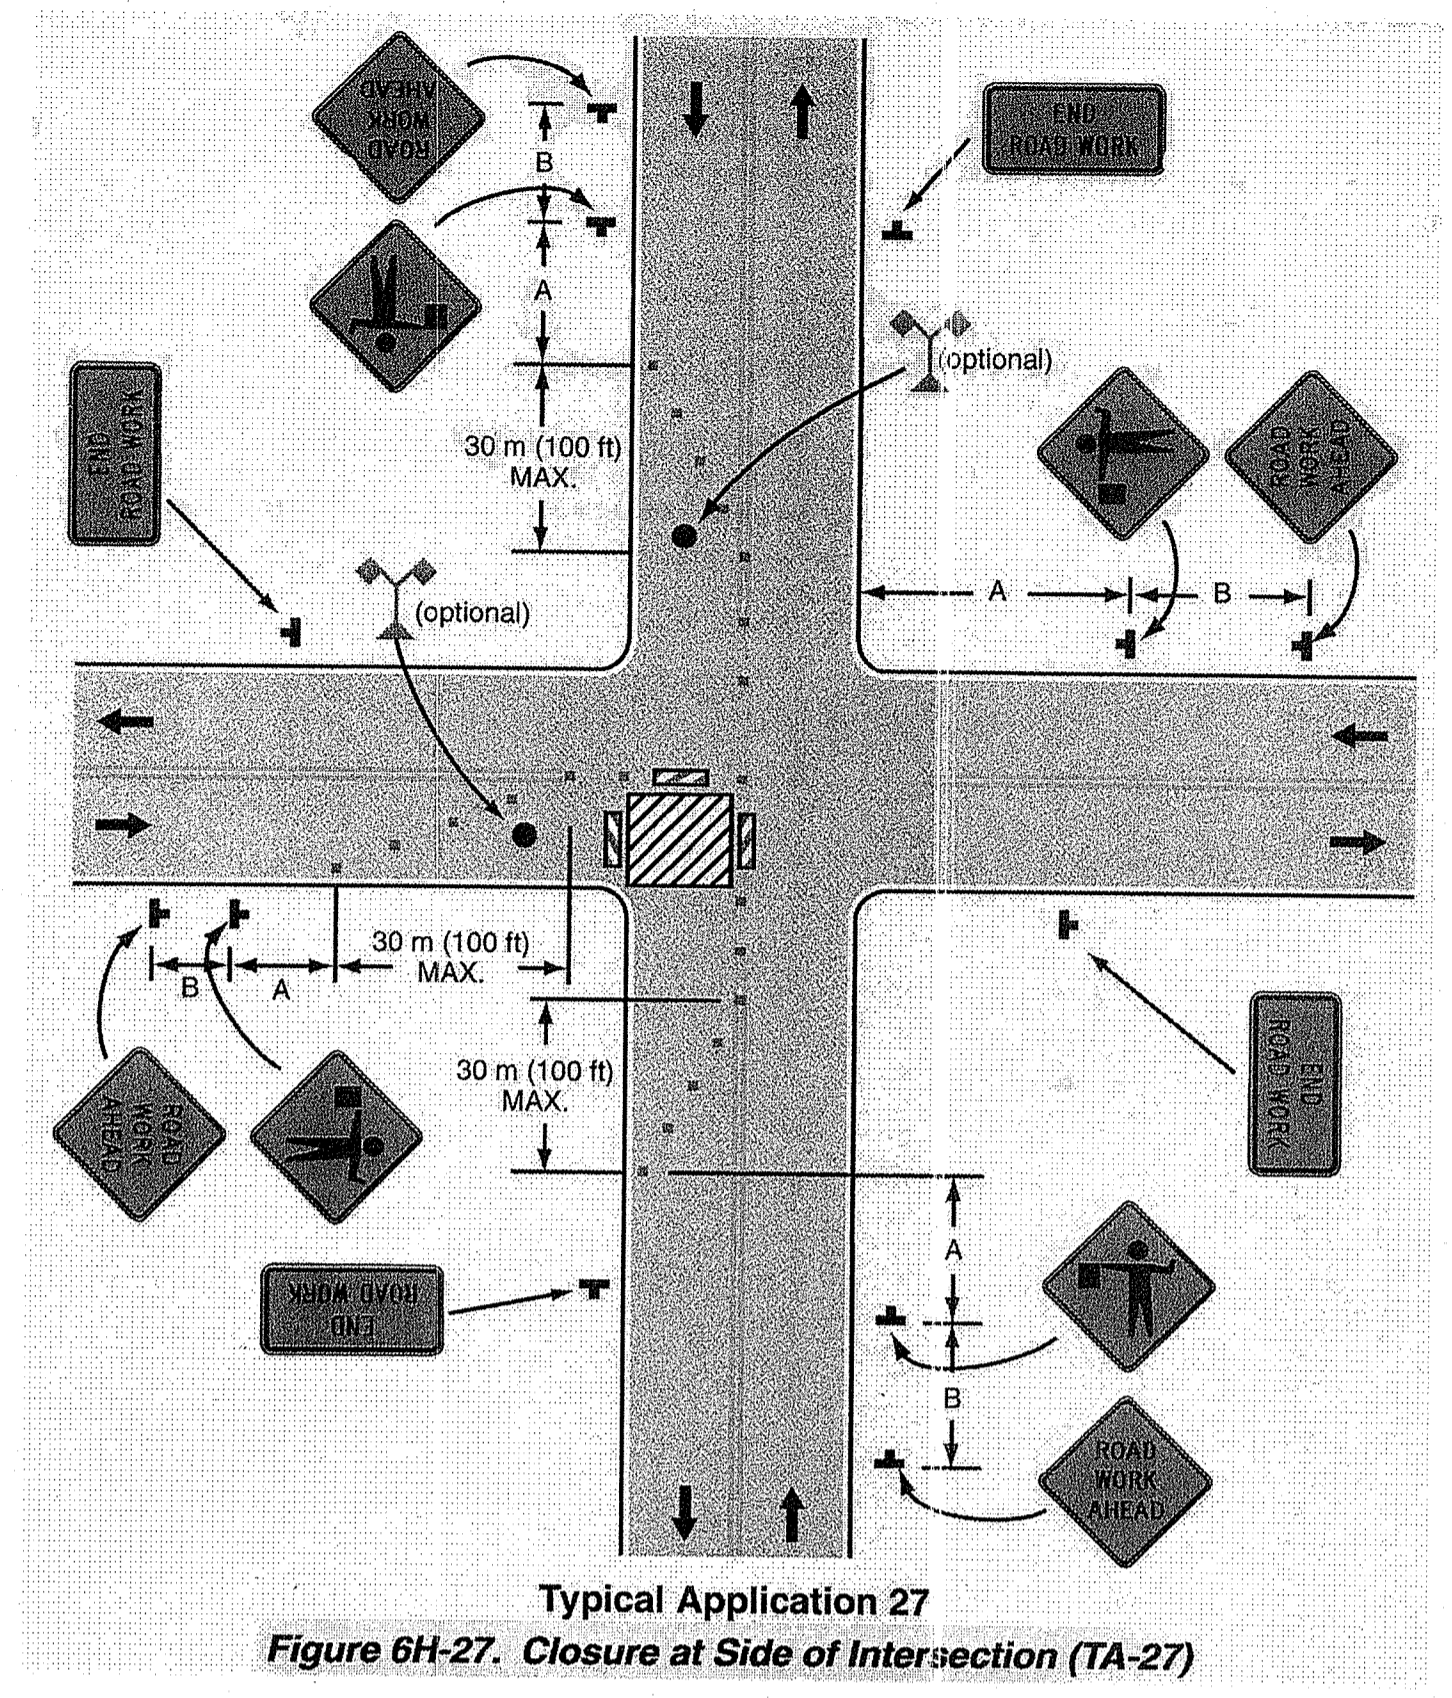 ROAD
WORK
AHEAD
END
ROAD WORK
B
A
(optional)
END
ROAD WORK
30 m (100 ft)
MAX.
ROAD
WORK
AHEAD
(optional)
A
B
30 m (100 ft)
MAX.
B
A
30 m (100 ft)
MAX.
END
ROAD WORK
ROAD
WORK
AHEAD
END
ROAD WORK
A
B
ROAD
WORK
AHEAD
Typical Application 27
Figure 6H-27. Closure at Side of Intersection (TA-27)